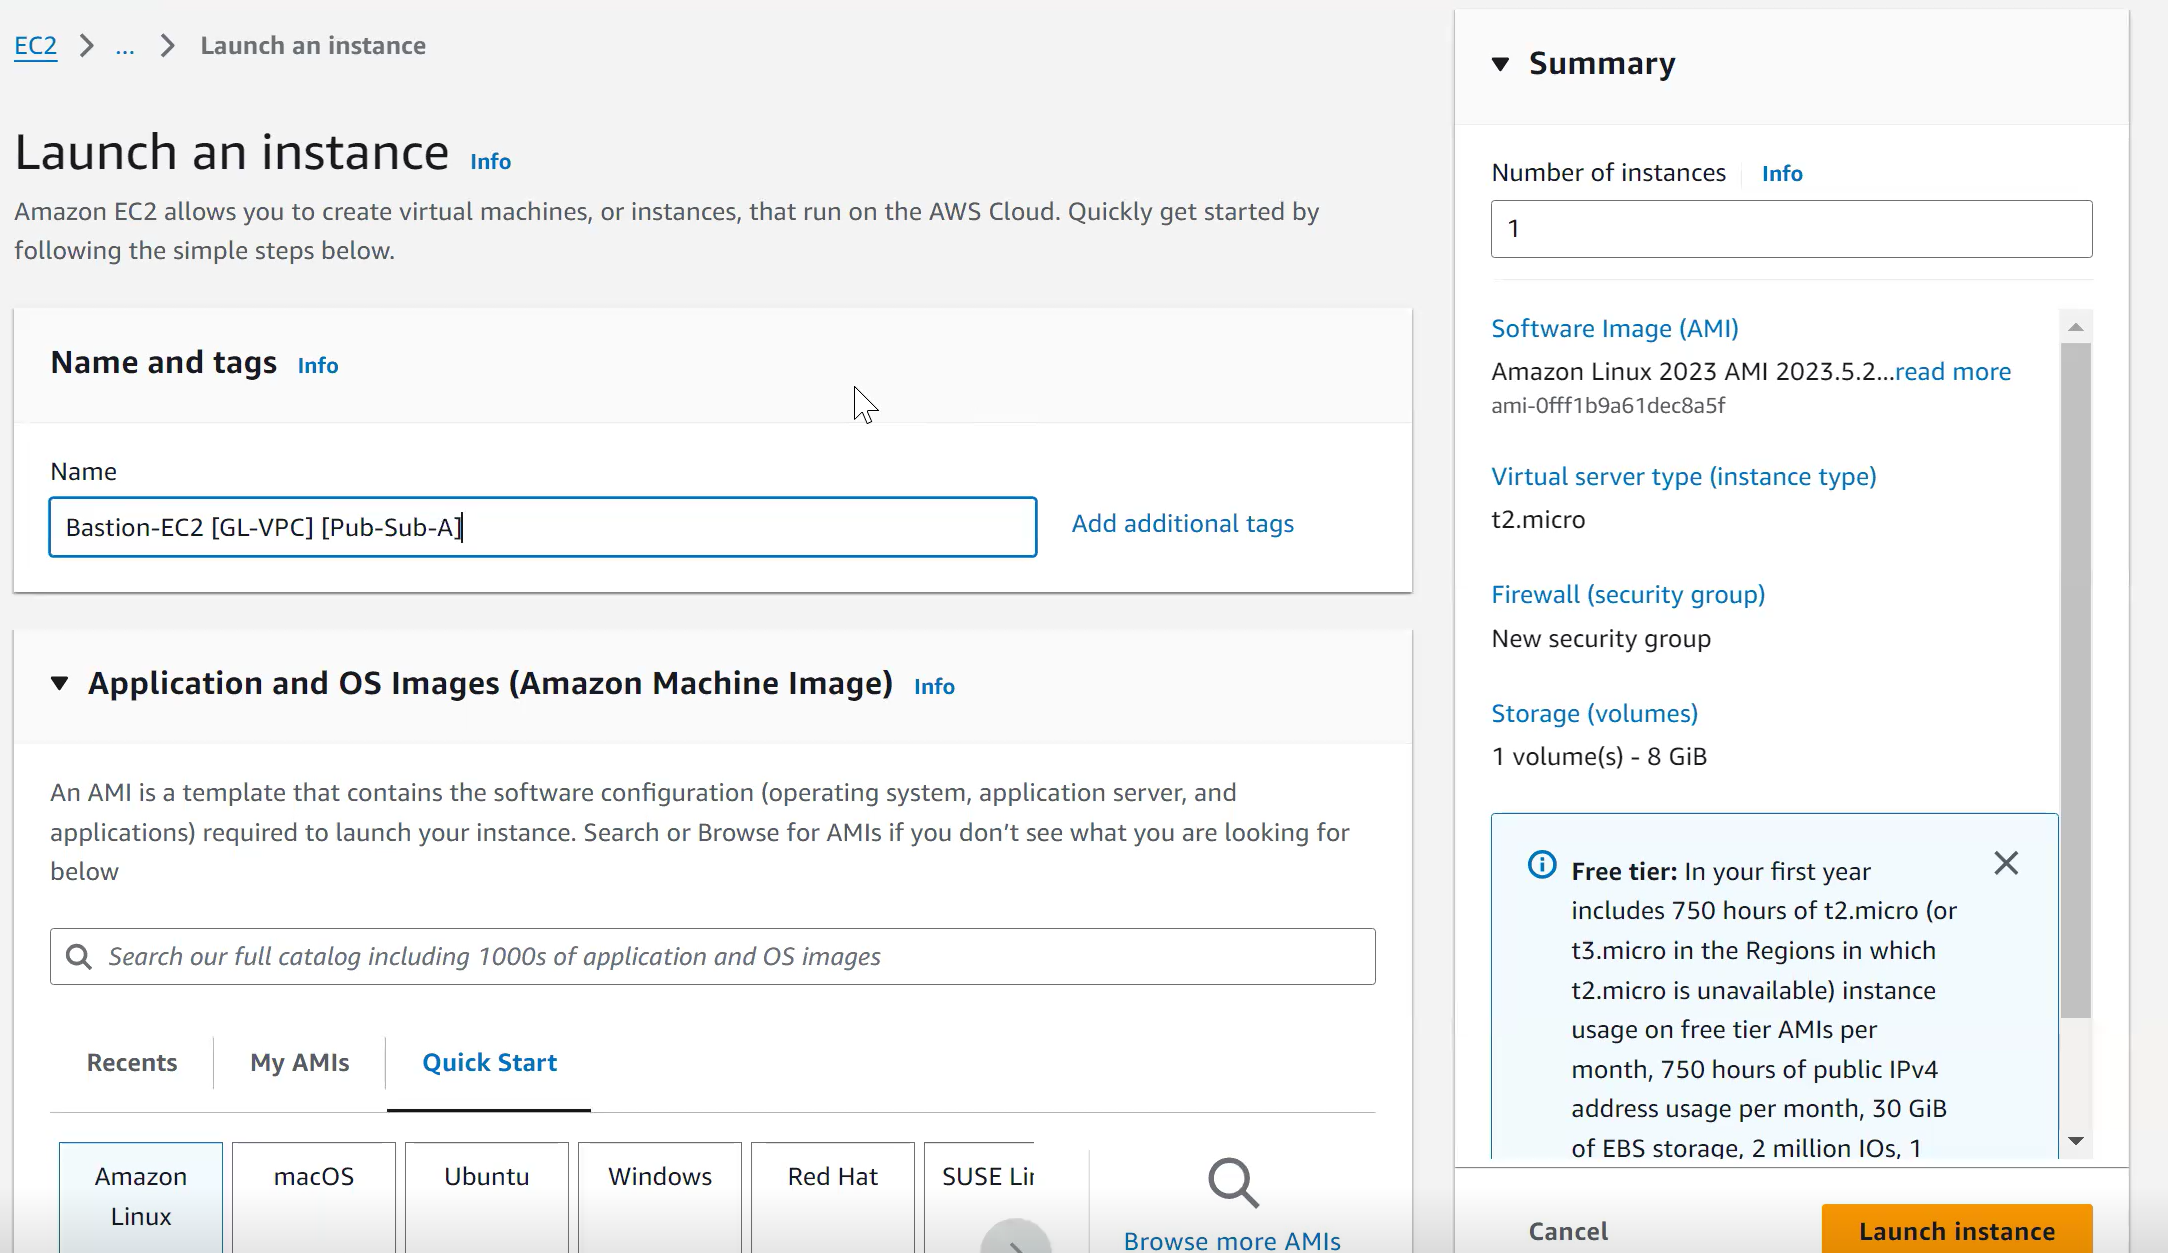 EC2 > ... > Launch an instance
Launch an instance Info
Amazon EC2 allows you to create virtual machines, or instances, that run on the AWS Cloud. Quickly get started by
following the simple steps below.
Name and tags Info
Name
Bastion-EC2 [GL-VPC] [Pub-Sub-A]
Add additional tags
Application and OS Images (Amazon Machine Image) Info
An AMI is a template that contains the software configuration (operating system, application server, and
applications) required to launch your instance. Search or Browse for AMIs if you don’t see what you are looking for
below
Search our full catalog including 1000s of application and OS images
Recents
My AMIs
Quick Start
Amazon
Linux
macOS
Ubuntu
Windows
Red Hat
SUSE Lir
Browse more AMIs
Summary
Number of instances Info
1
Software Image (AMI)
Amazon Linux 2023 AMI 2023.5.2...read more
ami-0fff1b9a61dec8a5f
Virtual server type (instance type)
t2.micro
Firewall (security group)
New security group
Storage (volumes)
1 volume(s) - 8 GiB
Free tier: In your first year
includes 750 hours of t2.micro (or
t3.micro in the Regions in which
t2.micro is unavailable) instance
usage on free tier AMIs per
month, 750 hours of public IPv4
address usage per month, 30 GiB
of EBS storage, 2 million IOs, 1
Cancel
Launch instance